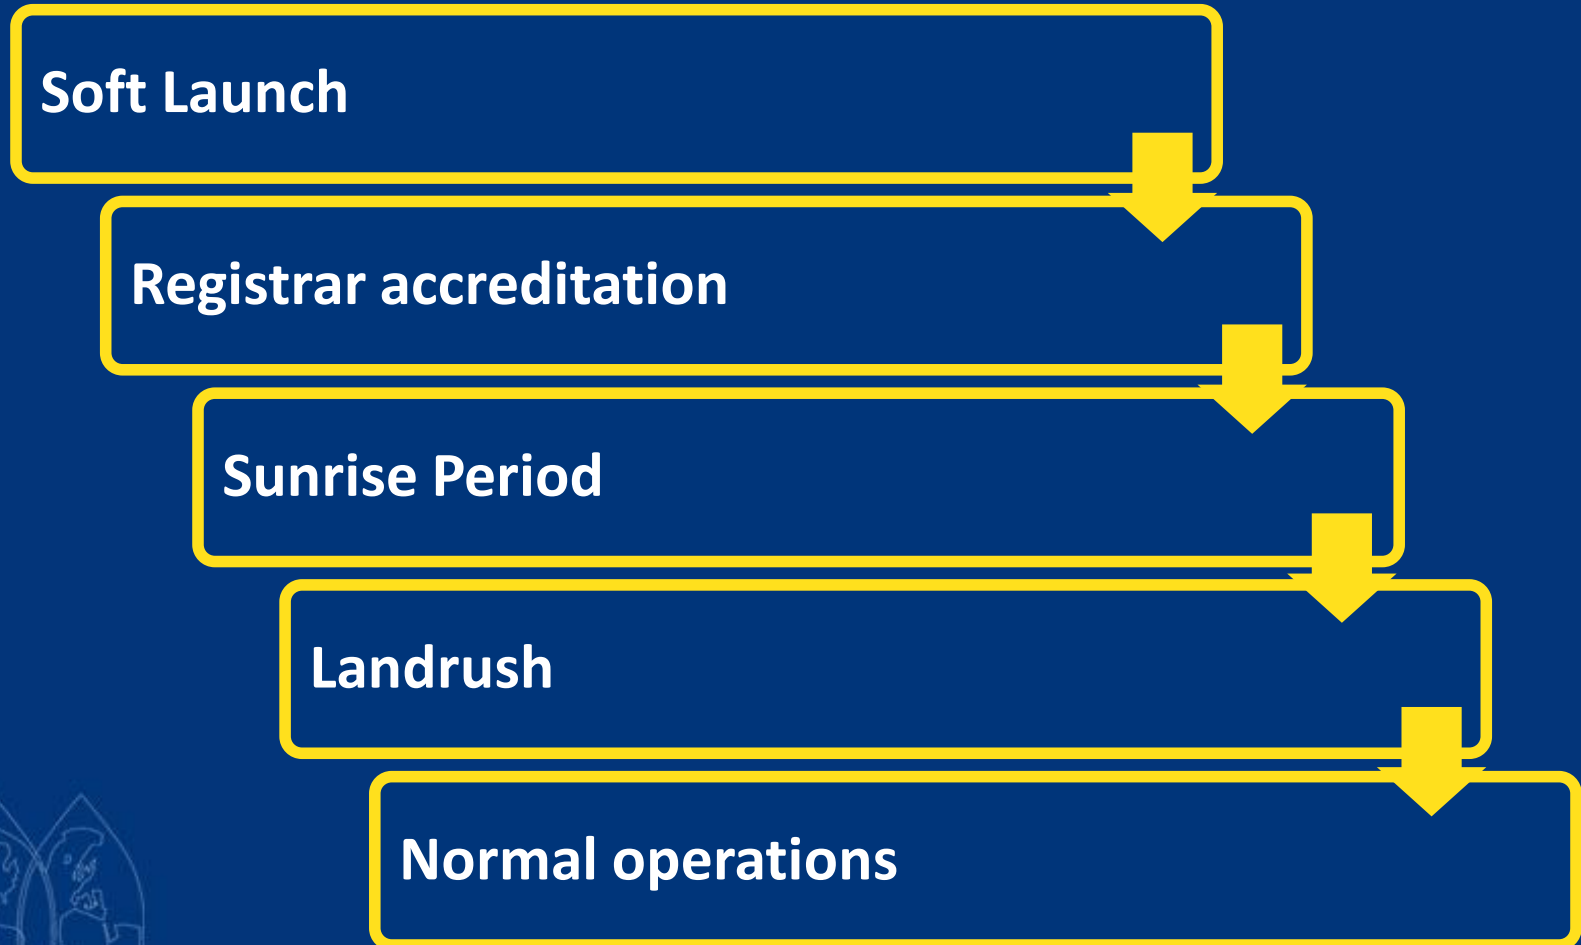 Soft Launch
Registrar accreditation
Sunrise Period
Landrush
Normal operations